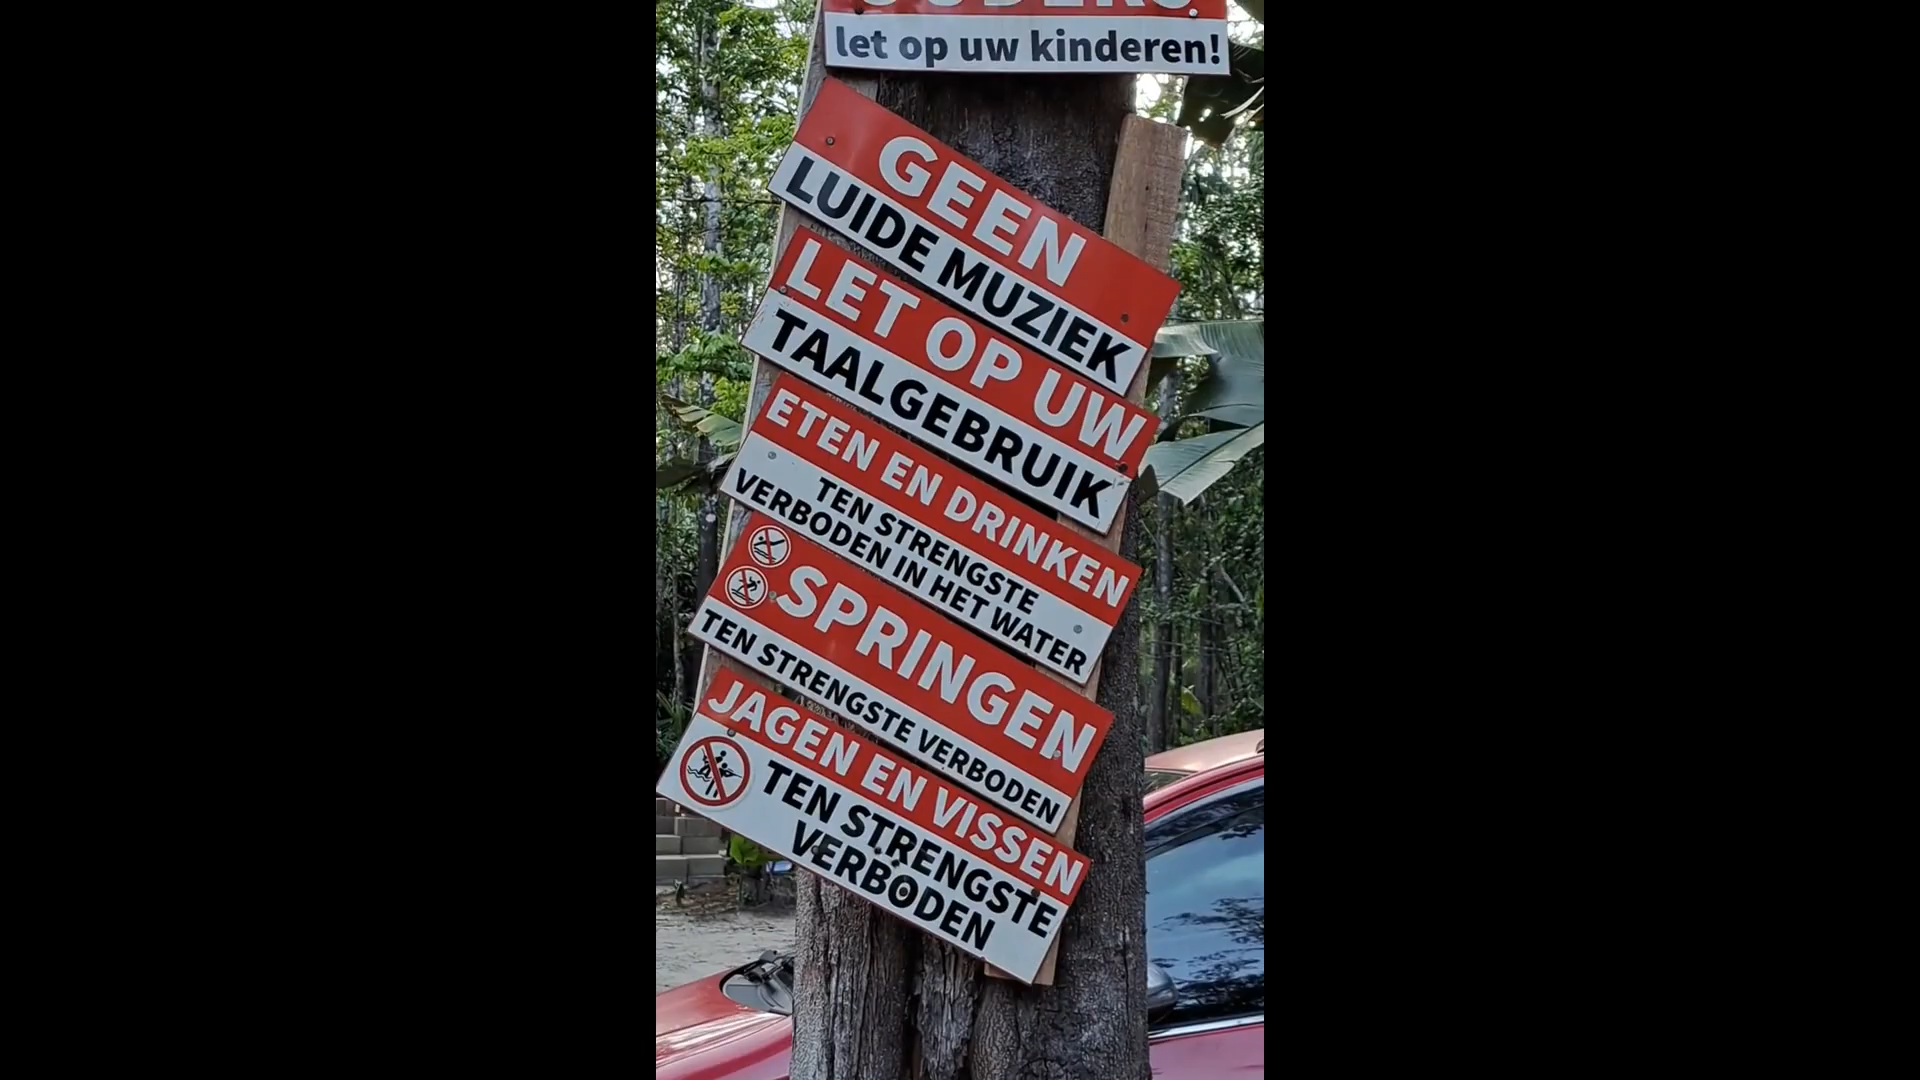 OUDERS
let op uw kinderen!
GEEN
LUIDE MUZIEK
LET OP UW
TAALGEBRUIK
ETEN EN DRINKEN
TEN STRENGSTE
VERBODEN IN HET WATER
SPRINGEN
TEN STRENGSTE VERBODEN
JAGEN EN VISSEN
TEN STRENGSTE
VERBODEN